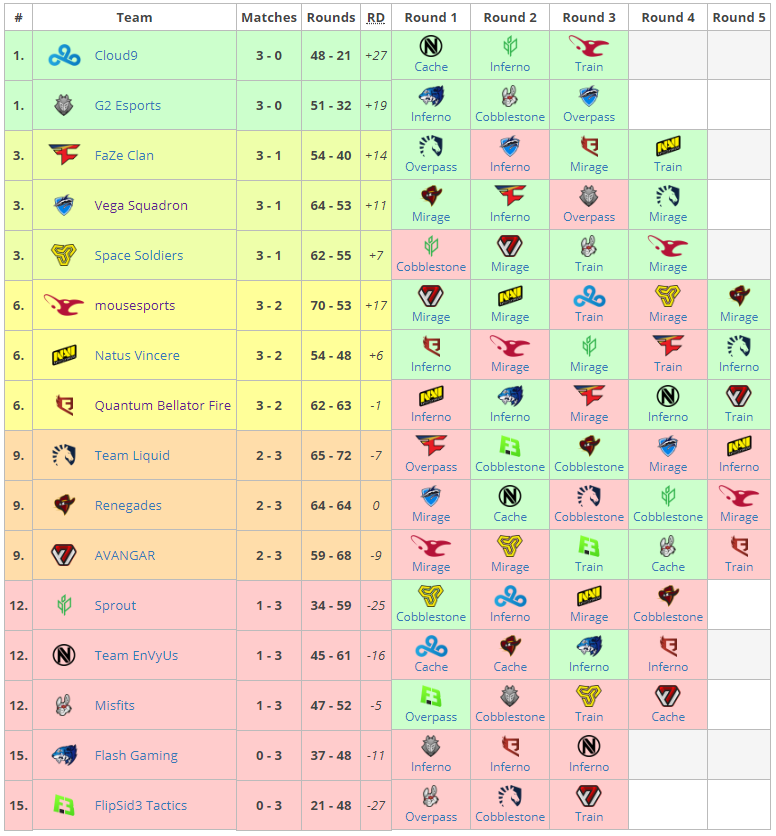 # Team Matches Rounds RD Round 1 Round 2 Round 3 Round 4 Round 5
1. Cloud9 3 - 0 48 - 21 +27 Cache Inferno Train
1. G2 Esports 3 - 0 51 - 32 +19 Inferno Cobblestone Overpass
3. FaZe Clan 3 - 1 54 - 40 +14 Overpass Inferno Mirage Train
3. Vega Squadron 3 - 1 64 - 53 +11 Mirage Inferno Overpass Mirage
3. Space Soldiers 3 - 1 62 - 55 +7 Cobblestone Mirage Train Mirage
6. mousesports 3 - 2 70 - 53 +17 Mirage Mirage Train Mirage Mirage
6. Natus Vincere 3 - 2 54 - 48 +6 Inferno Mirage Mirage Train Inferno
6. Quantum Bellator Fire 3 - 2 62 - 63 -1 Inferno Inferno Mirage Inferno Train
9. Team Liquid 2 - 3 65 - 72 -7 Overpass Cobblestone Cobblestone Mirage Inferno
9. Renegades 2 - 3 64 - 64 0 Mirage Cache Cobblestone Cobblestone Mirage
9. AVANGAR 2 - 3 59 - 68 -9 Mirage Mirage Train Cache Train
12. Sprout 1 - 3 34 - 59 -25 Cobblestone Inferno Mirage Cobblestone
12. Team EnVyUs 1 - 3 45 - 61 -16 Cache Cache Inferno Inferno
12. Misfits 1 - 3 47 - 52 -5 Overpass Cobblestone Train Cache
15. Flash Gaming 0 - 3 37 - 48 -11 Inferno Inferno Inferno
15. FlipSid3 Tactics 0 - 3 21 - 48 -27 Overpass Cobblestone Train